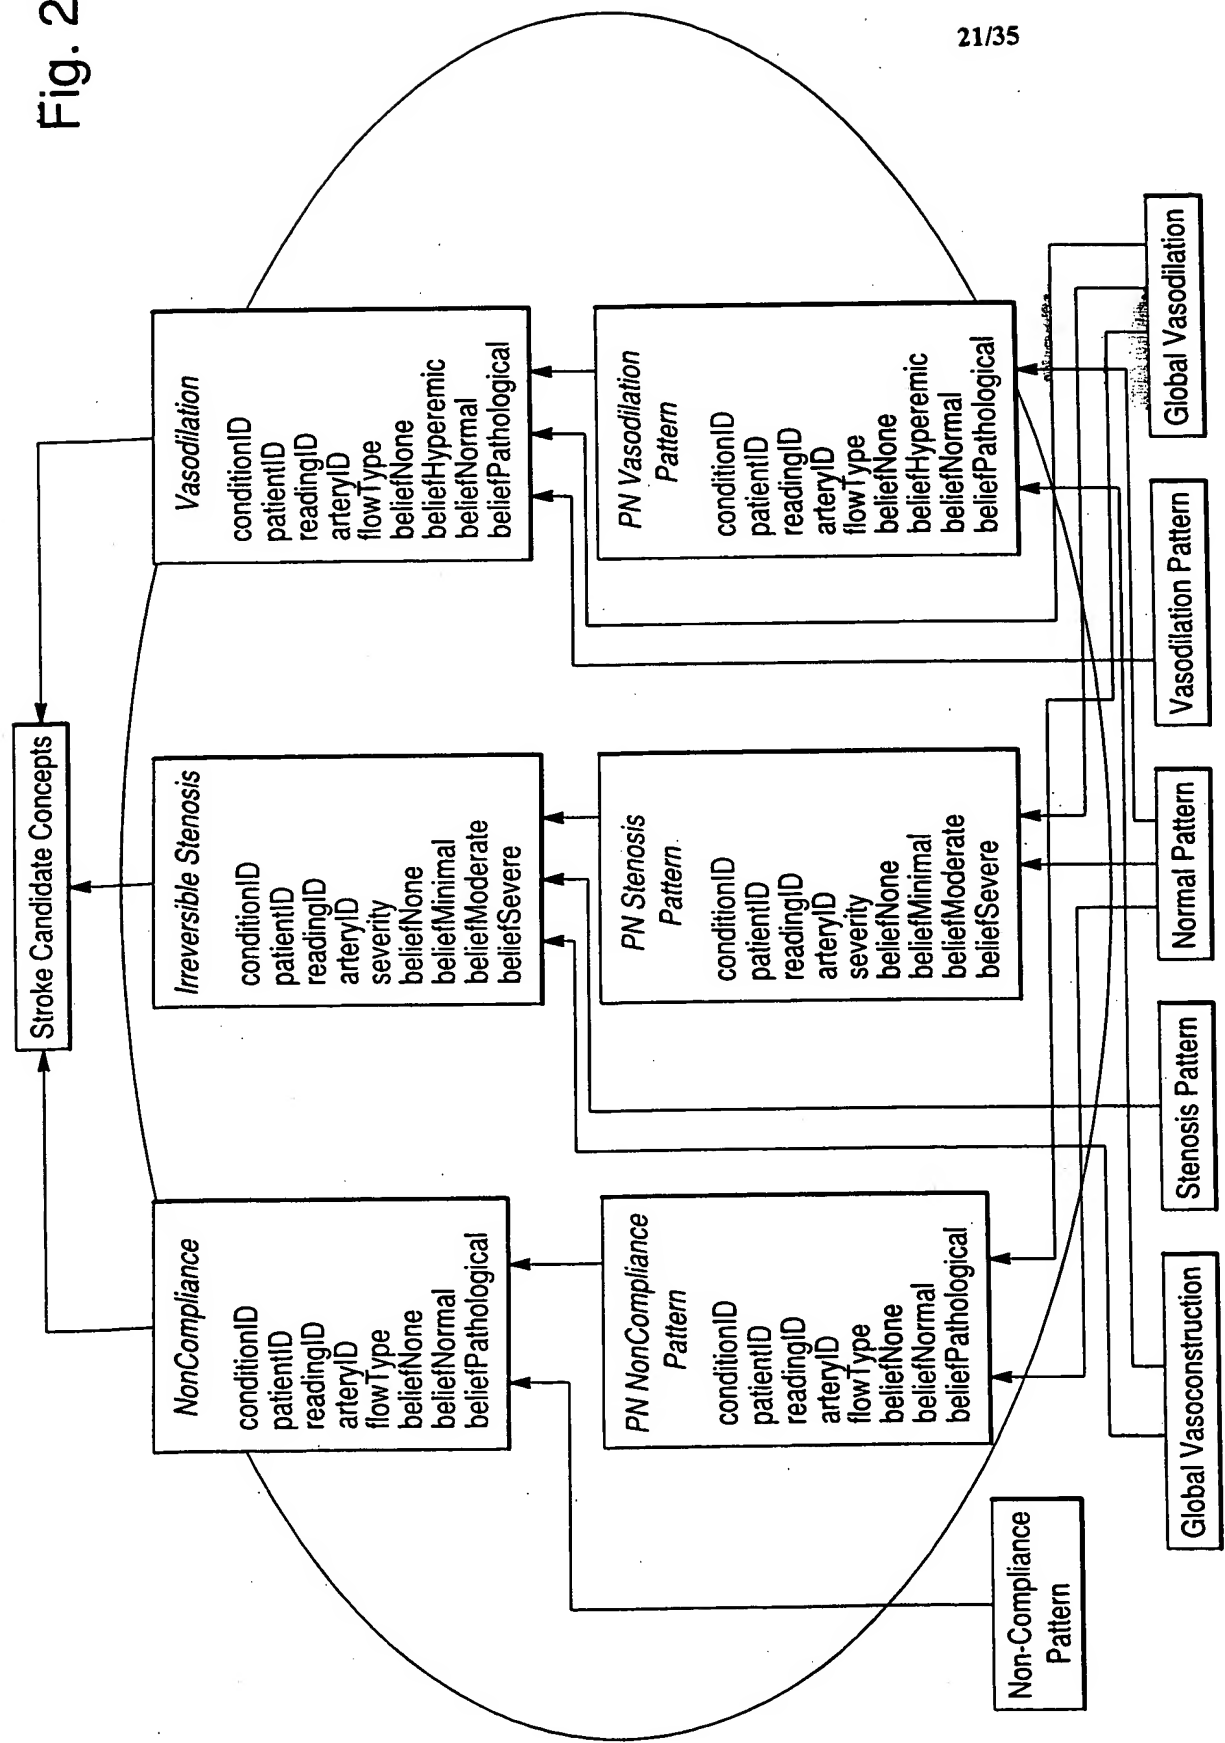 21/35
Fig. 2
Stroke Candidate Concepts
NonCompliance
conditionID
patientID
readingID
arteryID
flowType
beliefNone
beliefNormal
beliefPathological
Irreversible Stenosis
conditionID
patientID
readingID
arteryID
severity
beliefNone
beliefMinimal
beliefModerate
beliefSevere
Vasodilation
conditionID
patientID
readingID
arteryID
flowType
beliefNone
beliefHyperemic
beliefNormal
beliefPathological
PN NonCompliance
Pattern
conditionID
patientID
readingID
arteryID
flowType
beliefNone
beliefNormal
beliefPathological
PN Stenosis
Pattern
conditionID
patientID
readingID
arteryID
severity
beliefNone
beliefMinimal
beliefModerate
beliefSevere
PN Vasodilation
Pattern
conditionID
patientID
readingID
arteryID
flowType
beliefNone
beliefHyperemic
beliefNormal
beliefPathological
Non-Compliance
Pattern
Global Vasoconstruction
Stenosis Pattern
Normal Pattern
Vasodilation Pattern
Global Vasodilation